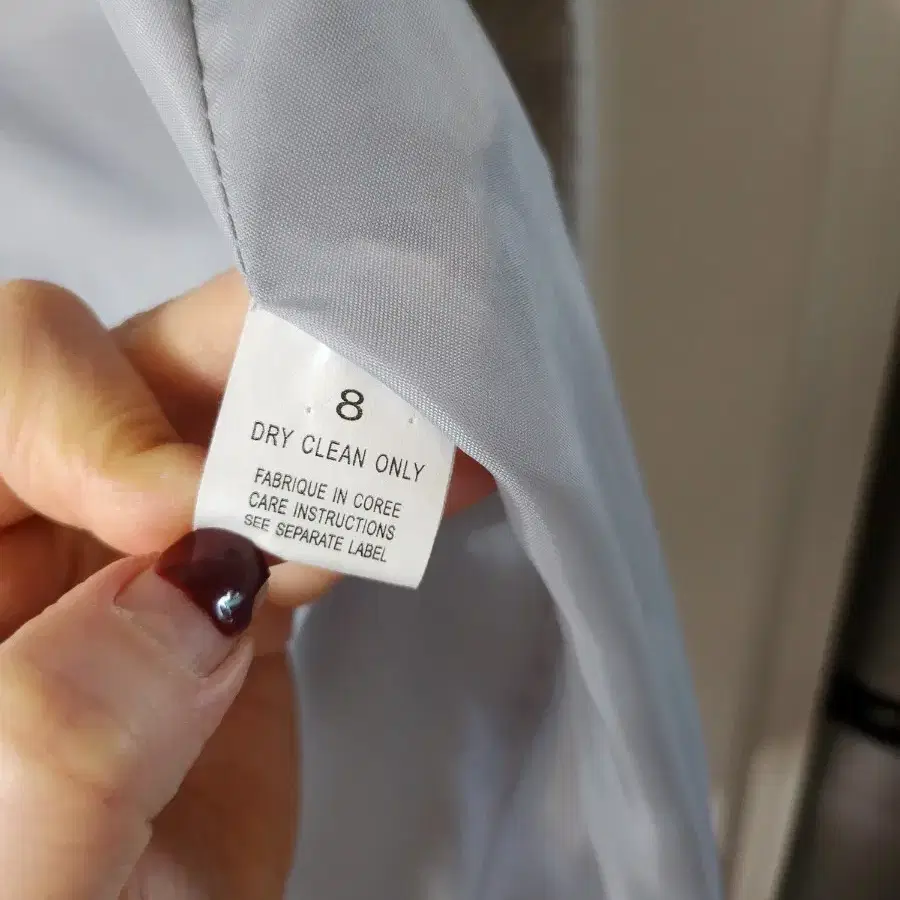 8
DRY CLEAN ONLY
FABRIQUE IN COREE
CARE INSTRUCTIONS
SEE SEPARATE LABEL